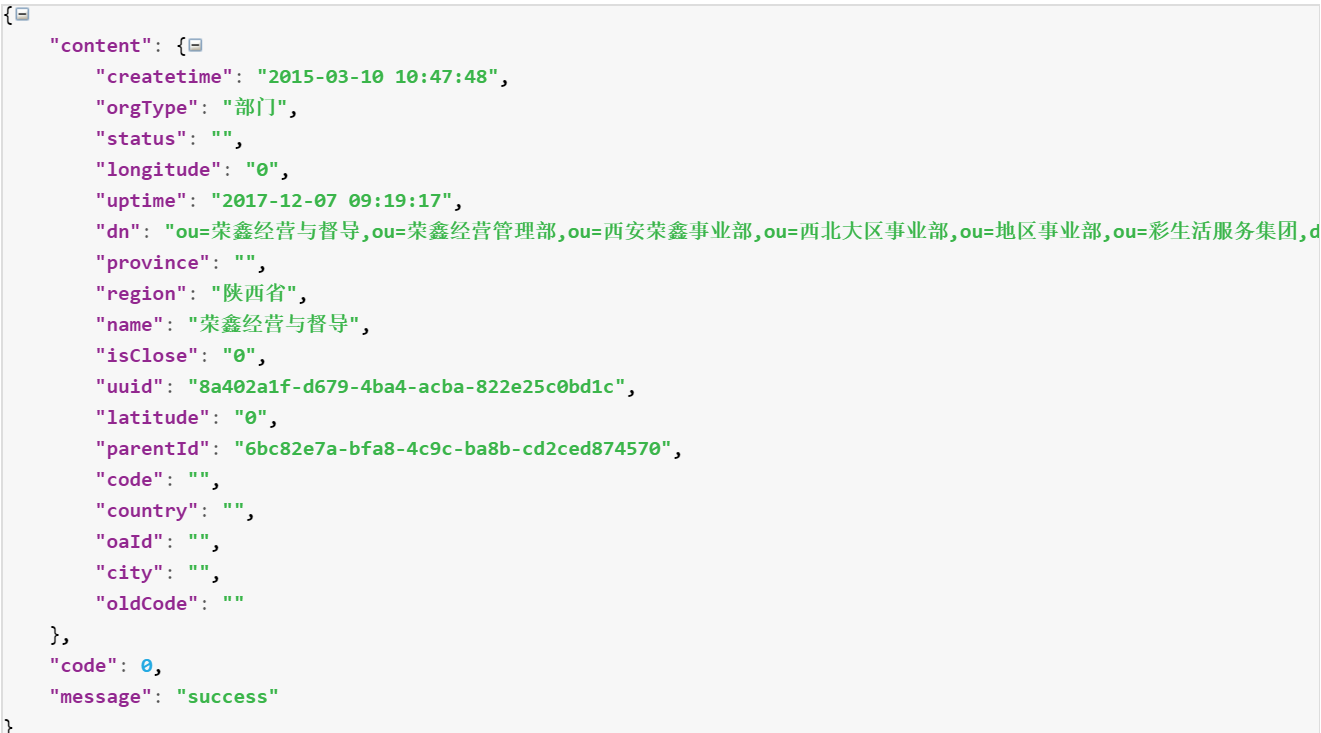 {
"content": {
"createtime": "2015-03-10 10:47:48",
"orgType": "部门",
"status": "",
"longitude": "0",
"uptime": "2017-12-07 09:19:17",
"dn": "ou=荣鑫经营与督导,ou=荣鑫经营管理部,ou=西安荣鑫事业部,ou=西北大区事业部,ou=地区事业部,ou=彩生活服务集团,d
"province": "",
"region": "陕西省",
"name": "荣鑫经营与督导",
"isClose": "0",
"uuid": "8a402a1f-d679-4ba4-acba-822e25c0bd1c",
"latitude": "0",
"parentId": "6bc82e7a-bfa8-4c9c-ba8b-cd2ced874570",
"code": "",
"country": "",
"oaId": "",
"city": "",
"oldCode": ""
},
"code": 0,
"message": "success"
}